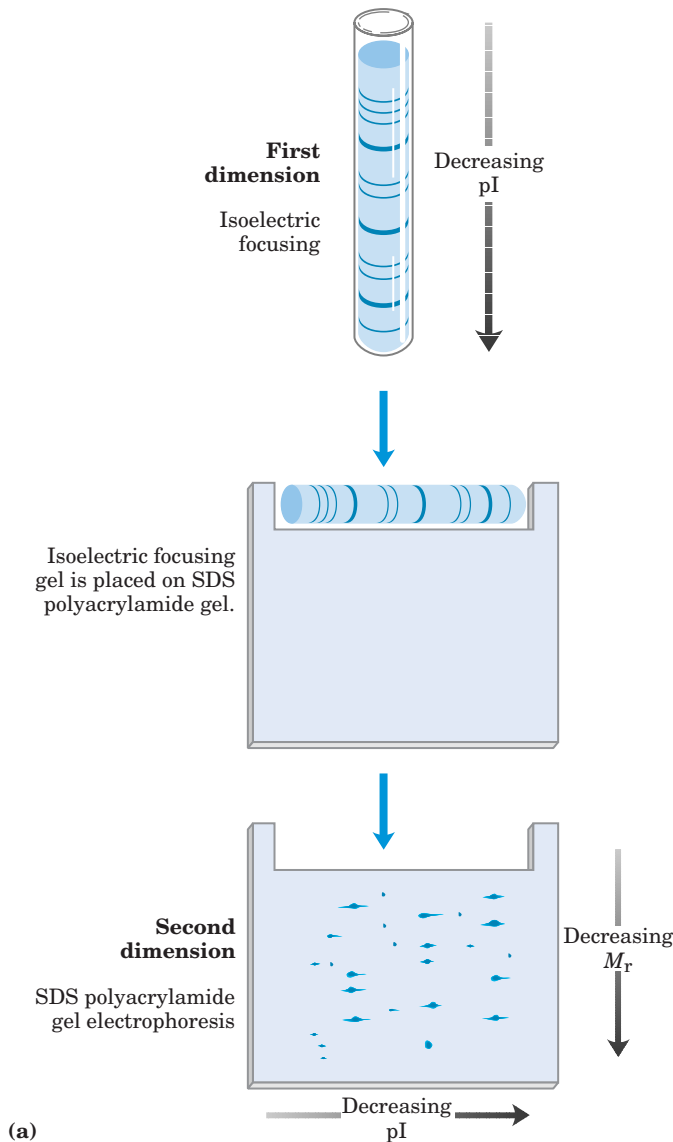 First
dimension
Isoelectric
focusing
Decreasing
pI
Isoelectric focusing
gel is placed on SDS
polyacrylamide gel.
Second
dimension
SDS polyacrylamide
gel electrophoresis
Decreasing
Mr
Decreasing
pI
(a)